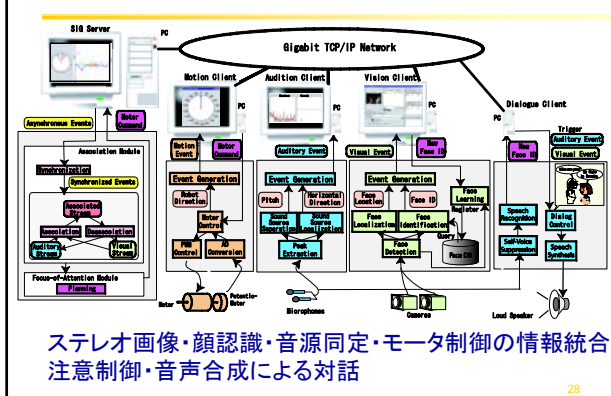 SIG Server
PC
Gigabit TCP/IP Network
Motion Client
Audition Client
Vision Client
Dialogue Client
PC
PC
PC
PC
Asynchronous Events
Motor
Command
Motion
Event
Motor
Command
Auditory Event
Visual Event
New
Face ID
New
Face ID
Trigger
Auditory Event
Visual Event
Association Module
Synchronization
Synchronized Events
Associated
Stream
Association
Deassociation
Auditory
Stream
Visual
Stream
Focus-of-Attention Module
Planning
Event Generation
Robot
Direction
Motor
Control
PWM
Control
AD
Conversion
Motor
Potentio-
Meter
Event Generation
Pitch
Horizontal
Direction
Sound
Source
Separation
Sound
Source
Localization
Peak
Extraction
Microphones
Event Generation
Face
Location
Face ID
Face
Localization
Face
Identification
Face
Detection
Face
Learning
Register
Query
Face DB
Cameras
Speech
Recognition
Self-Voice
Suppression
Dialog
Control
Speech
Synthesis
Loud Speaker
ステレオ画像・顔認識・音源同定・モータ制御の情報統合
注意制御・音声合成による対話
28